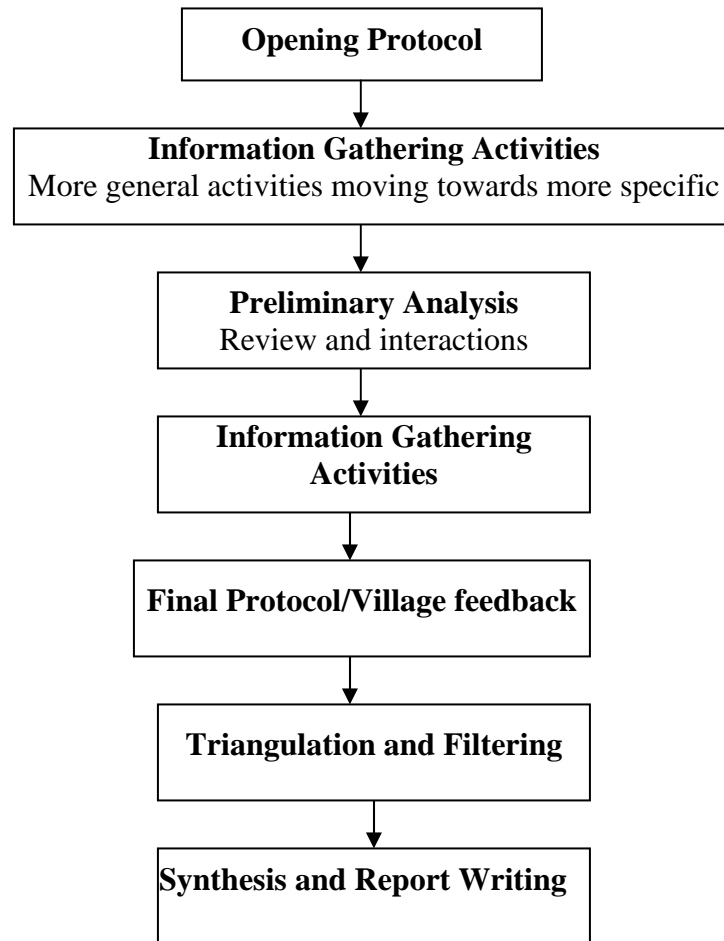 Opening Protocol
Information Gathering Activities
More general activities moving towards more specific
Preliminary Analysis
Review and interactions
Information Gathering
Activities
Final Protocol/Village feedback
Triangulation and Filtering
Synthesis and Report Writing